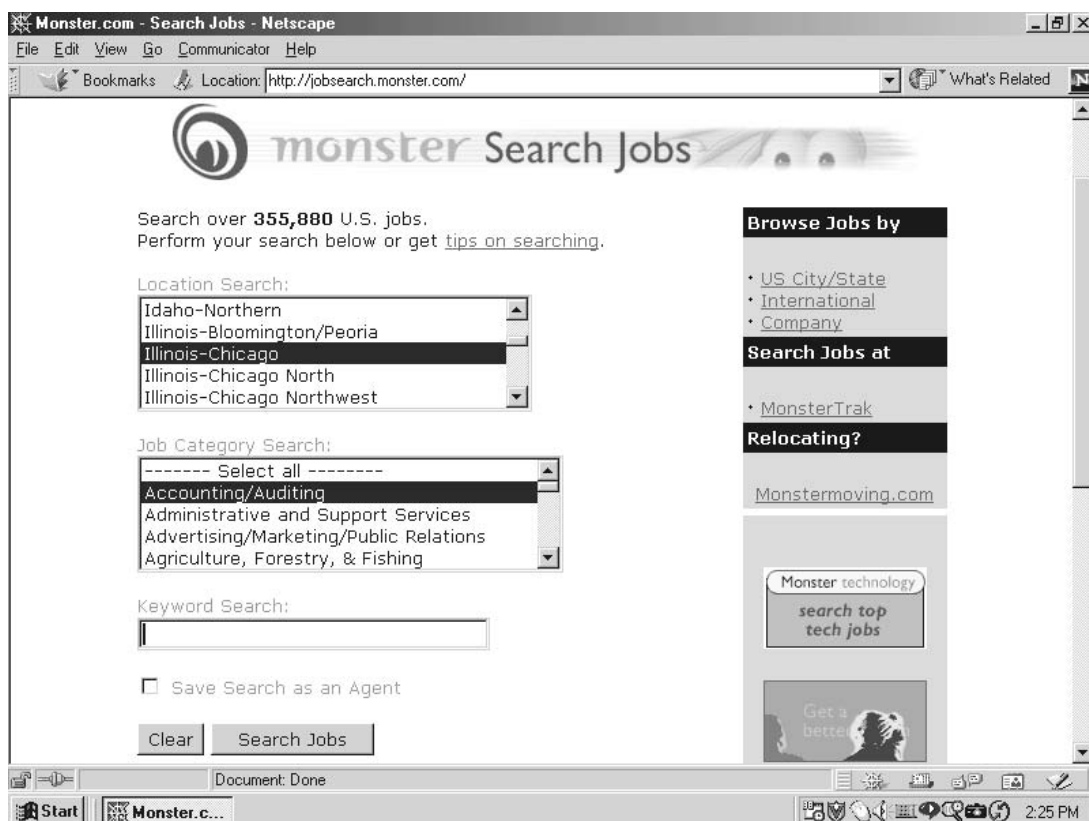 Monster.com - Search Jobs - Netscape
File Edit View Go Communicator Help
Bookmarks Location: http://jobsearch.monster.com/ What's Related N
monster Search Jobs
Search over 355,880 U.S. jobs.
Perform your search below or get tips on searching.
Location Search:
Idaho-Northern
Illinois-Bloomington/Peoria
Illinois-Chicago
Illinois-Chicago North
Illinois-Chicago Northwest
Job Category Search:
------- Select all --------
Accounting/Auditing
Administrative and Support Services
Advertising/Marketing/Public Relations
Agriculture, Forestry, & Fishing
Keyword Search:
Save Search as an Agent
Clear Search Jobs
Browse Jobs by
• US City/State
• International
• Company
Search Jobs at
• MonsterTrak
Relocating?
Monstermoving.com
Monster technology
search top
tech jobs
Get a
better
Document: Done
Start Monster.c... 2:25 PM